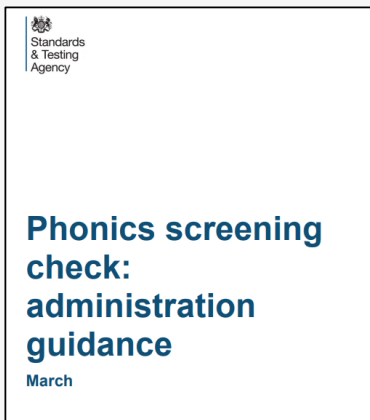 Standards
& Testing
Agency
Phonics screening
check:
administration
guidance
March